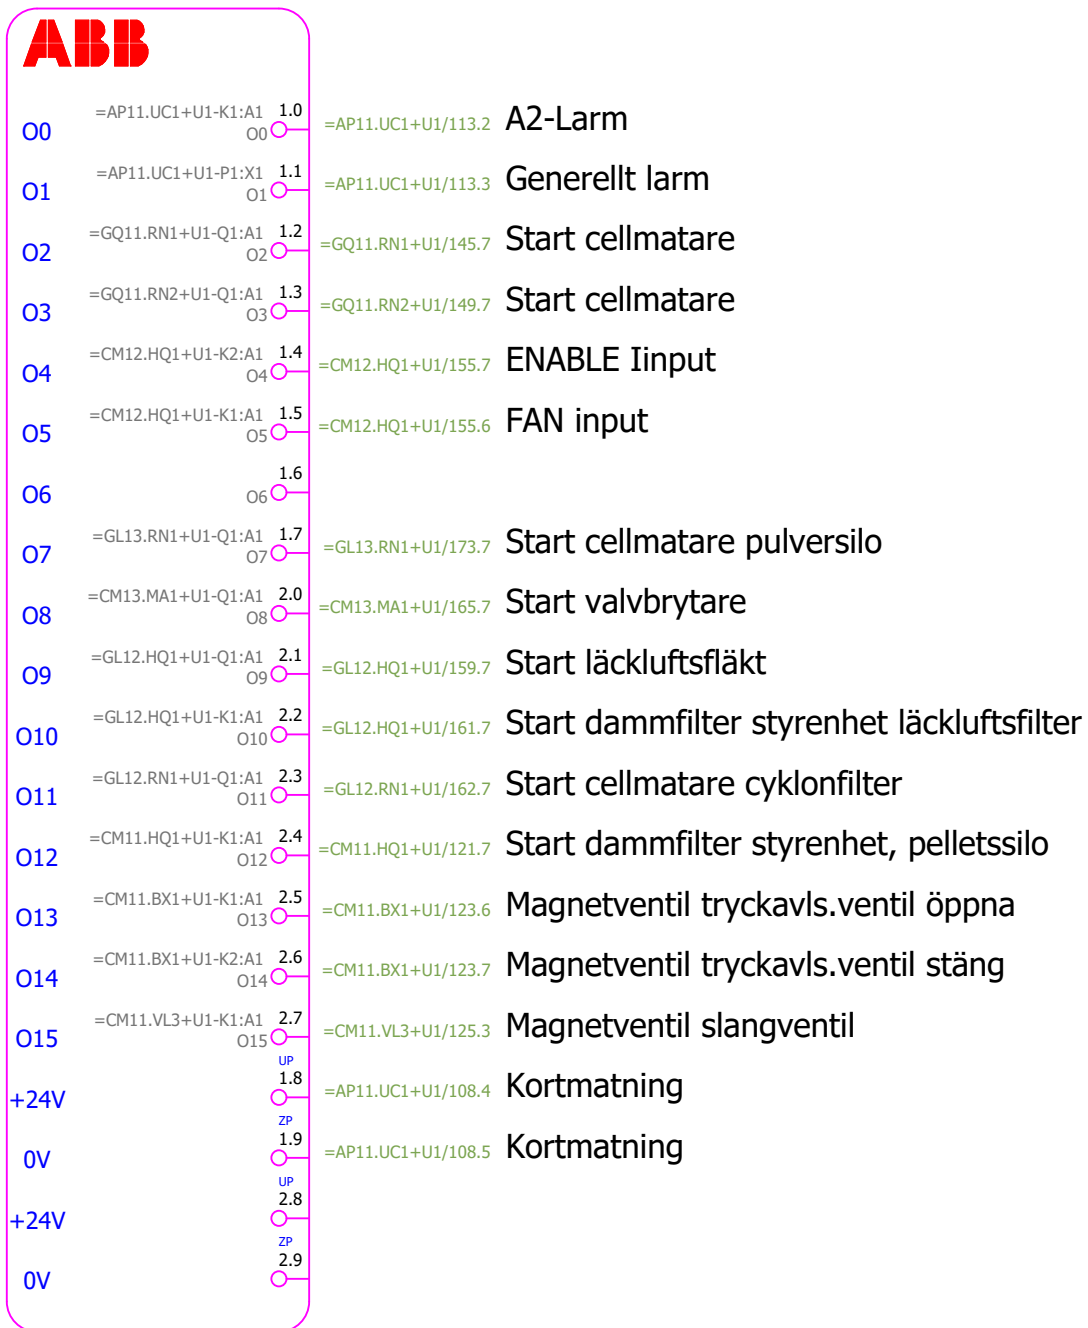 ABB
O0 =AP11.UC1+U1-K1:A1 1.0 O0 =AP11.UC1+U1/113.2 A2-Larm
O1 =AP11.UC1+U1-P1:X1 1.1 O1 =AP11.UC1+U1/113.3 Generellt larm
O2 =GQ11.RN1+U1-Q1:A1 1.2 O2 =GQ11.RN1+U1/145.7 Start cellmatare
O3 =GQ11.RN2+U1-Q1:A1 1.3 O3 =GQ11.RN2+U1/149.7 Start cellmatare
O4 =CM12.HQ1+U1-K2:A1 1.4 O4 =CM12.HQ1+U1/155.7 ENABLE Iinput
O5 =CM12.HQ1+U1-K1:A1 1.5 O5 =CM12.HQ1+U1/155.6 FAN input
O6 1.6 O6
O7 =GL13.RN1+U1-Q1:A1 1.7 O7 =GL13.RN1+U1/173.7 Start cellmatare pulversilo
O8 =CM13.MA1+U1-Q1:A1 2.0 O8 =CM13.MA1+U1/165.7 Start valvbrytare
O9 =GL12.HQ1+U1-Q1:A1 2.1 O9 =GL12.HQ1+U1/159.7 Start läckluftsfläkt
O10 =GL12.HQ1+U1-K1:A1 2.2 O10 =GL12.HQ1+U1/161.7 Start dammfilter styrenhet läckluftsfilter
O11 =GL12.RN1+U1-Q1:A1 2.3 O11 =GL12.RN1+U1/162.7 Start cellmatare cyklonfilter
O12 =CM11.HQ1+U1-K1:A1 2.4 O12 =CM11.HQ1+U1/121.7 Start dammfilter styrenhet, pelletssilo
O13 =CM11.BX1+U1-K1:A1 2.5 O13 =CM11.BX1+U1/123.6 Magnetventil tryckavls.ventil öppna
O14 =CM11.BX1+U1-K2:A1 2.6 O14 =CM11.BX1+U1/123.7 Magnetventil tryckavls.ventil stäng
O15 =CM11.VL3+U1-K1:A1 2.7 O15 =CM11.VL3+U1/125.3 Magnetventil slangventil
+24V UP 1.8 =AP11.UC1+U1/108.4 Kortmatning
0V ZP 1.9 =AP11.UC1+U1/108.5 Kortmatning
+24V UP 2.8
0V ZP 2.9